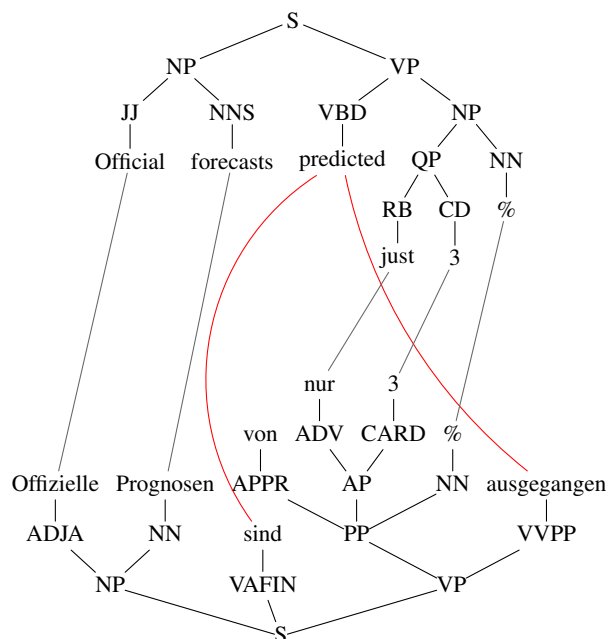 S
NP VP
JJ NNS VBD NP
Official forecasts predicted QP NN
RB CD %
just 3
nur 3
von ADV CARD %
Offizielle Prognosen APPR AP NN ausgegangen
ADJA NN sind PP VVPP
NP VAFIN VP
S